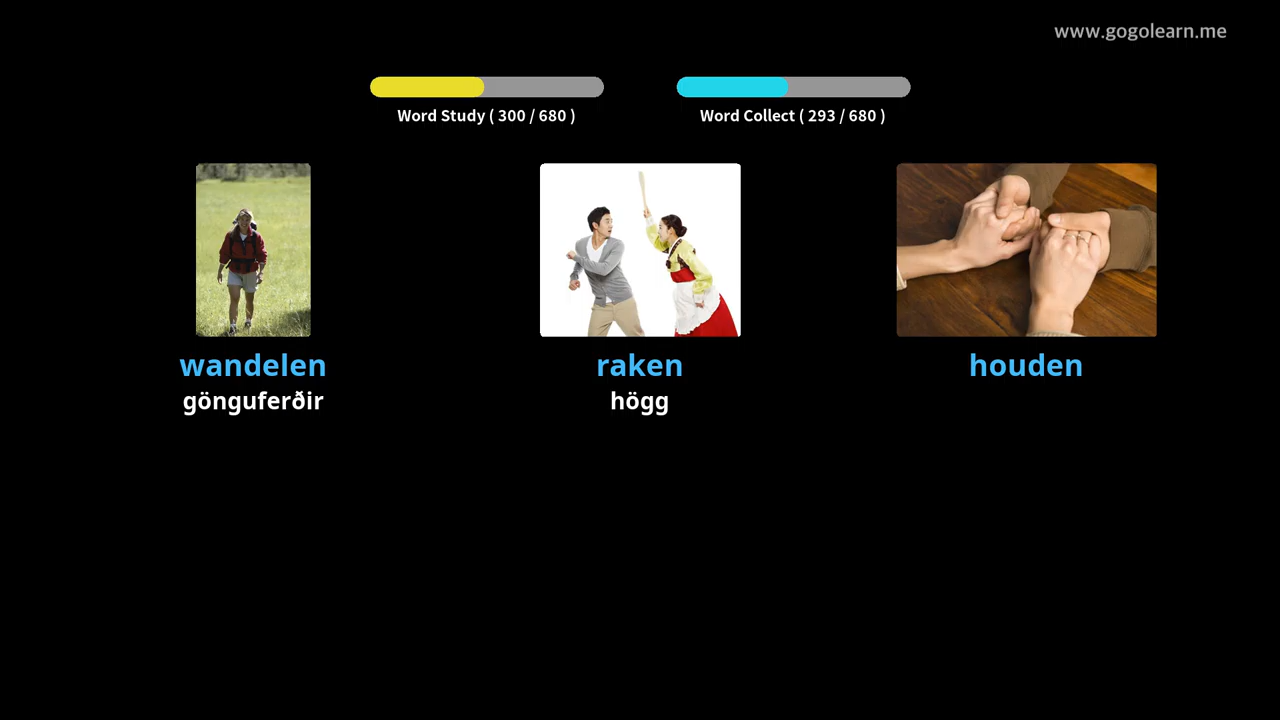 www.gogolearn.me
Word Study ( 300 / 680 )
Word Collect ( 293 / 680 )
wandelen
gönguferðir
raken
högg
houden